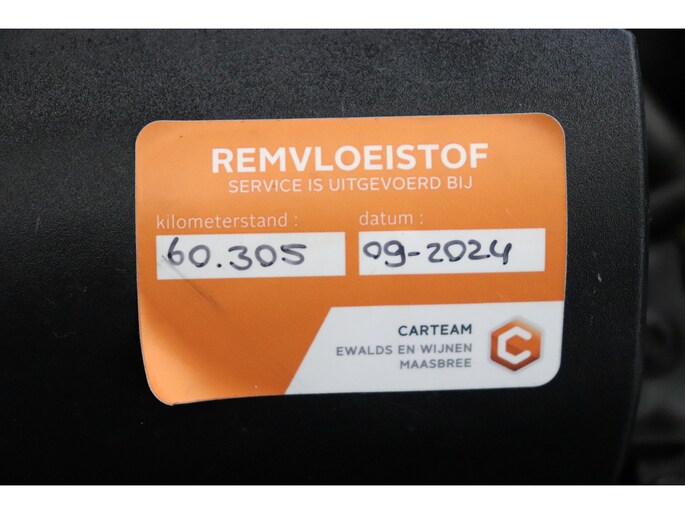 REMVLOEISTOF
SERVICE IS UITGEVOERD BIJ
kilometerstand : datum :
60.305 09-2024
CARTEAM
EWALDS EN WIJNEN
MAASBREE